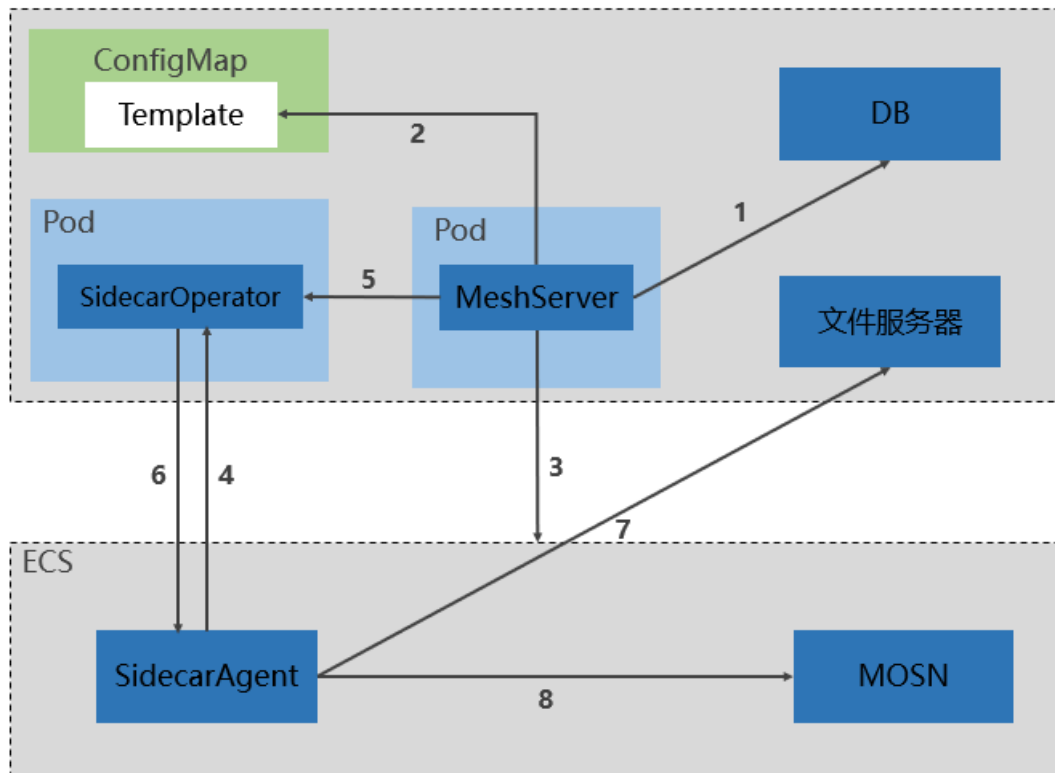 ConfigMap
Template
2
DB
Pod
Pod
1
SidecarOperator
5
MeshServer
文件服务器
6
4
3
7
ECS
SidecarAgent
8
MOSN